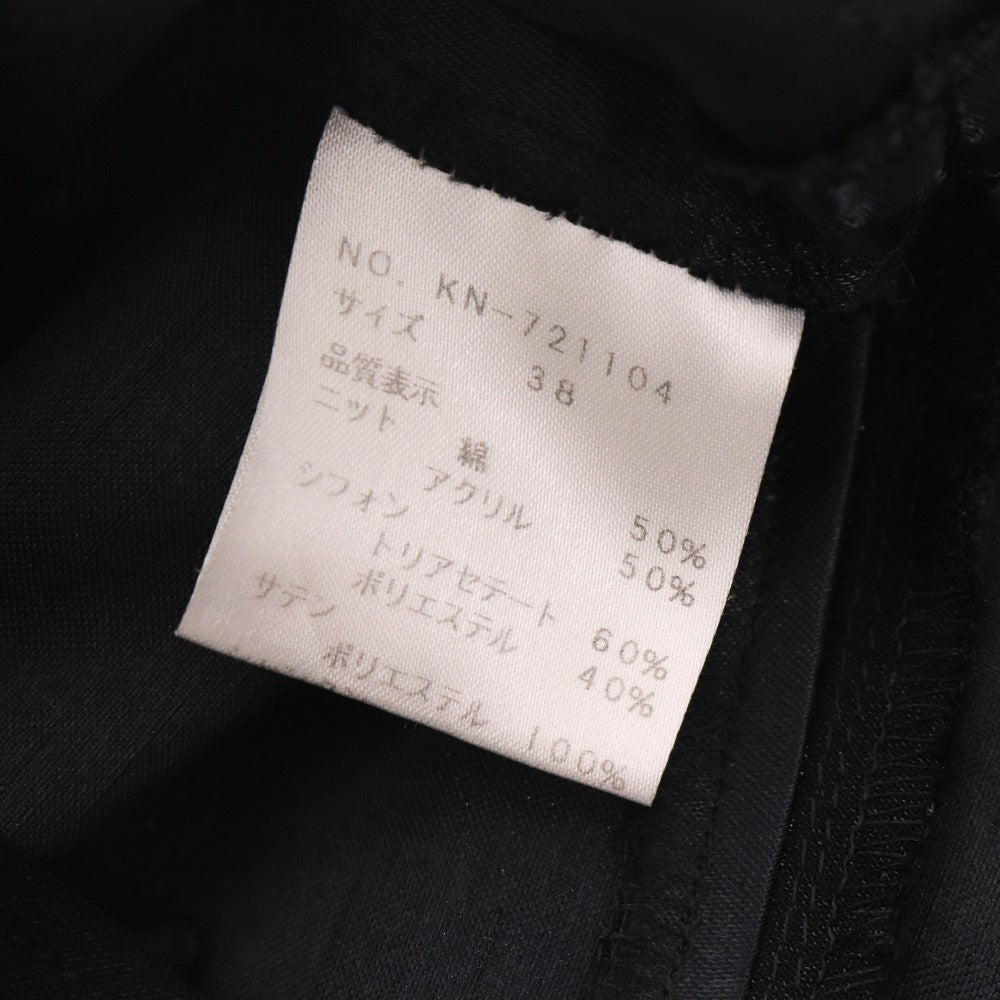 NO. KN-721104
サイズ 38
品質表示
ニット
綿 50%
アクリル 50%
シフォン
トリアセテート 60%
ポリエステル 40%
サテン
ポリエステル 100%